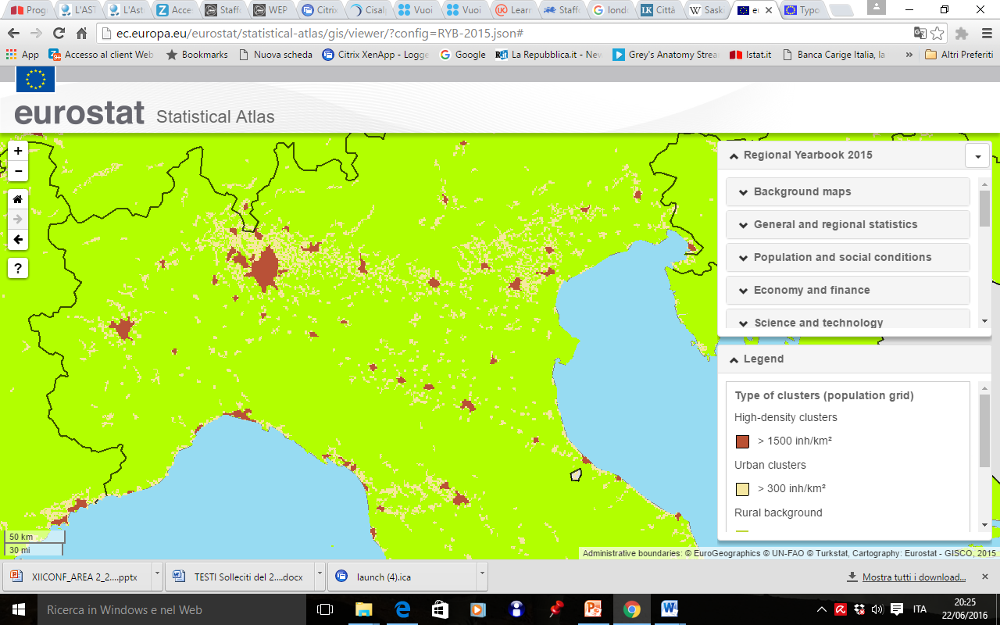 Prog
L'AST
L'Ast
Acce
Staff
WEP
Citrix
Cisal
Vuoi
Vuoi
Learn
Staff
lond
Città
Sask
e
Typo
ec.europa.eu/eurostat/statistical-atlas/gis/viewer/?config=RYB-2015.json#
App
Accesso al client Web
Bookmarks
Nuova scheda
Citrix XenApp - Logge
Google
La Repubblica.it - New
Grey's Anatomy Strea
Istat.it
Banca Carige Italia, la
»
Altri Preferiti
eurostat Statistical Atlas
+
−
?
Regional Yearbook 2015
Background maps
General and regional statistics
Population and social conditions
Economy and finance
Science and technology
Legend
Type of clusters (population grid)
High-density clusters
> 1500 inh/km²
Urban clusters
> 300 inh/km²
Rural background
50 km
30 mi
Administrative boundaries: © EuroGeographics © UN-FAO © Turkstat, Cartography: Eurostat - GISCO, 2015
XIICONF_AREA 2_2....pptx
TESTI Solleciti del 2....docx
launch (4).ica
Mostra tutti i download...
Ricerca in Windows e nel Web
ITA
20:25
22/06/2016